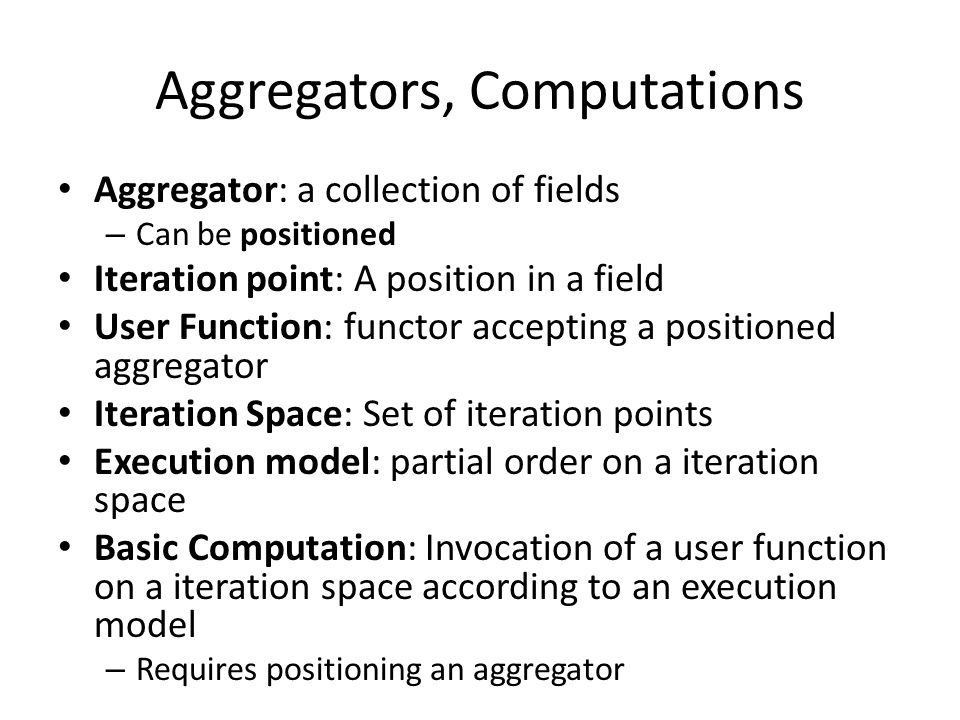 Aggregators, Computations
• Aggregator: a collection of fields
– Can be positioned
• Iteration point: A position in a field
• User Function: functor accepting a positioned
aggregator
• Iteration Space: Set of iteration points
• Execution model: partial order on a iteration
space
• Basic Computation: Invocation of a user function
on a iteration space according to an execution
model
– Requires positioning an aggregator